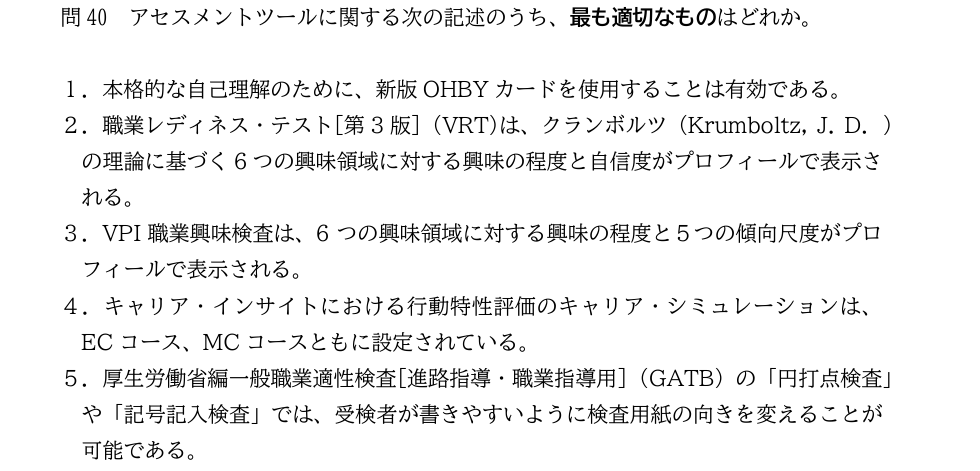 問 40　アセスメントツールに関する次の記述のうち、最も適切なものはどれか。
１．本格的な自己理解のために、新版 OHBY カードを使用することは有効である。
２．職業レディネス・テスト[第 3 版]（VRT)は、クランボルツ（Krumboltz, J. D. ）
の理論に基づく 6 つの興味領域に対する興味の程度と自信度がプロフィールで表示さ
れる。
３．VPI 職業興味検査は、6 つの興味領域に対する興味の程度と５つの傾向尺度がプロ
フィールで表示される。
４．キャリア・インサイトにおける行動特性評価のキャリア・シミュレーションは、
EC コース、MC コースともに設定されている。
５．厚生労働省編一般職業適性検査[進路指導・職業指導用]（GATB）の「円打点検査」
や「記号記入検査」では、受検者が書きやすいように検査用紙の向きを変えることが
可能である。